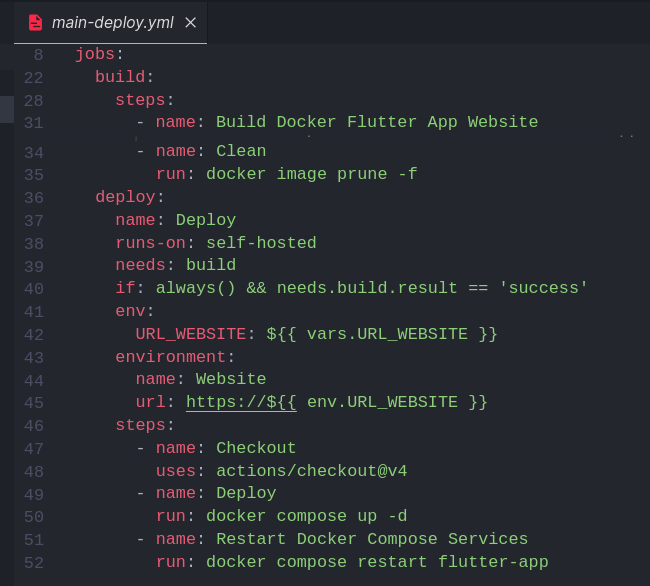 main-deploy.yml ×
8 jobs:
22 build:
28 steps:
31 - name: Build Docker Flutter App Website
34 - name: Clean
35 run: docker image prune -f
36 deploy:
37 name: Deploy
38 runs-on: self-hosted
39 needs: build
40 if: always() && needs.build.result == 'success'
41 env:
42 URL_WEBSITE: ${{ vars.URL_WEBSITE }}
43 environment:
44 name: Website
45 url: https://${{ env.URL_WEBSITE }}
46 steps:
47 - name: Checkout
48 uses: actions/checkout@v4
49 - name: Deploy
50 run: docker compose up -d
51 - name: Restart Docker Compose Services
52 run: docker compose restart flutter-app